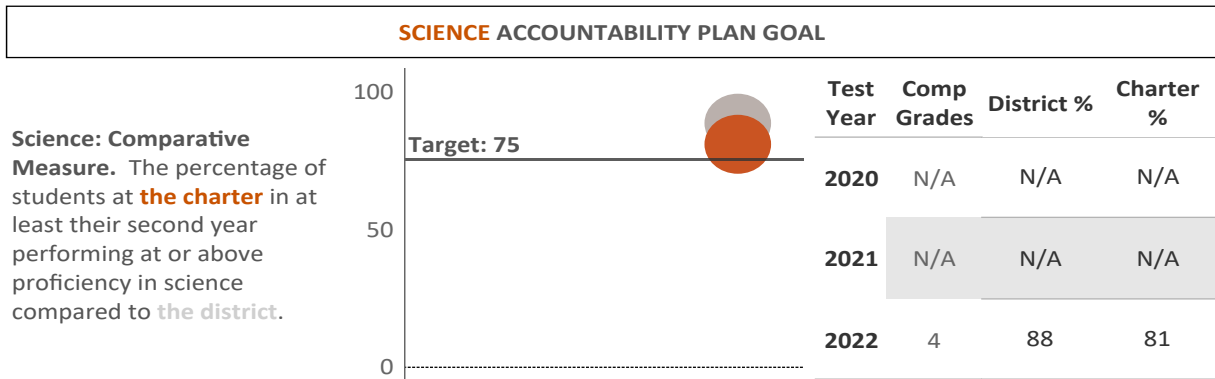 SCIENCE ACCOUNTABILITY PLAN GOAL
Science: Comparative
Measure. The percentage of
students at the charter in at
least their second year
performing at or above
proficiency in science
compared to the district.
100
Target: 75
50
0
Test Year Comp Grades District % Charter %
2020 N/A N/A N/A
2021 N/A N/A N/A
2022 4 88 81